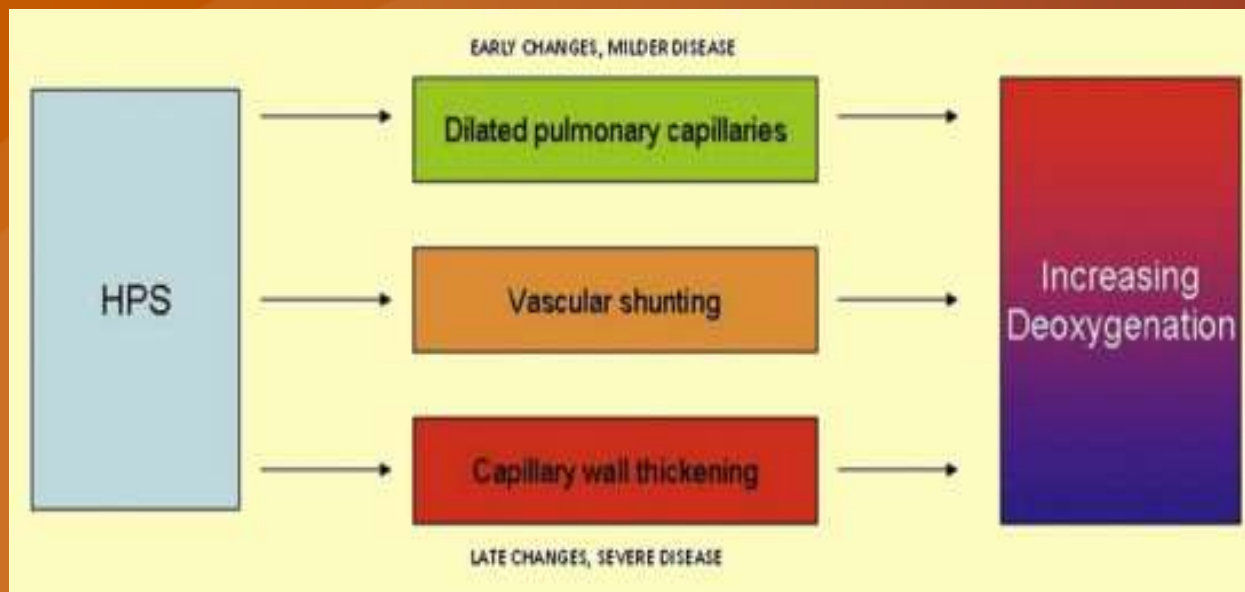 EARLY CHANGES, MILDER DISEASE
Dilated pulmonary capillaries
HPS
Vascular shunting
Increasing
Deoxygenation
Capillary wall thickening
LATE CHANGES, SEVERE DISEASE